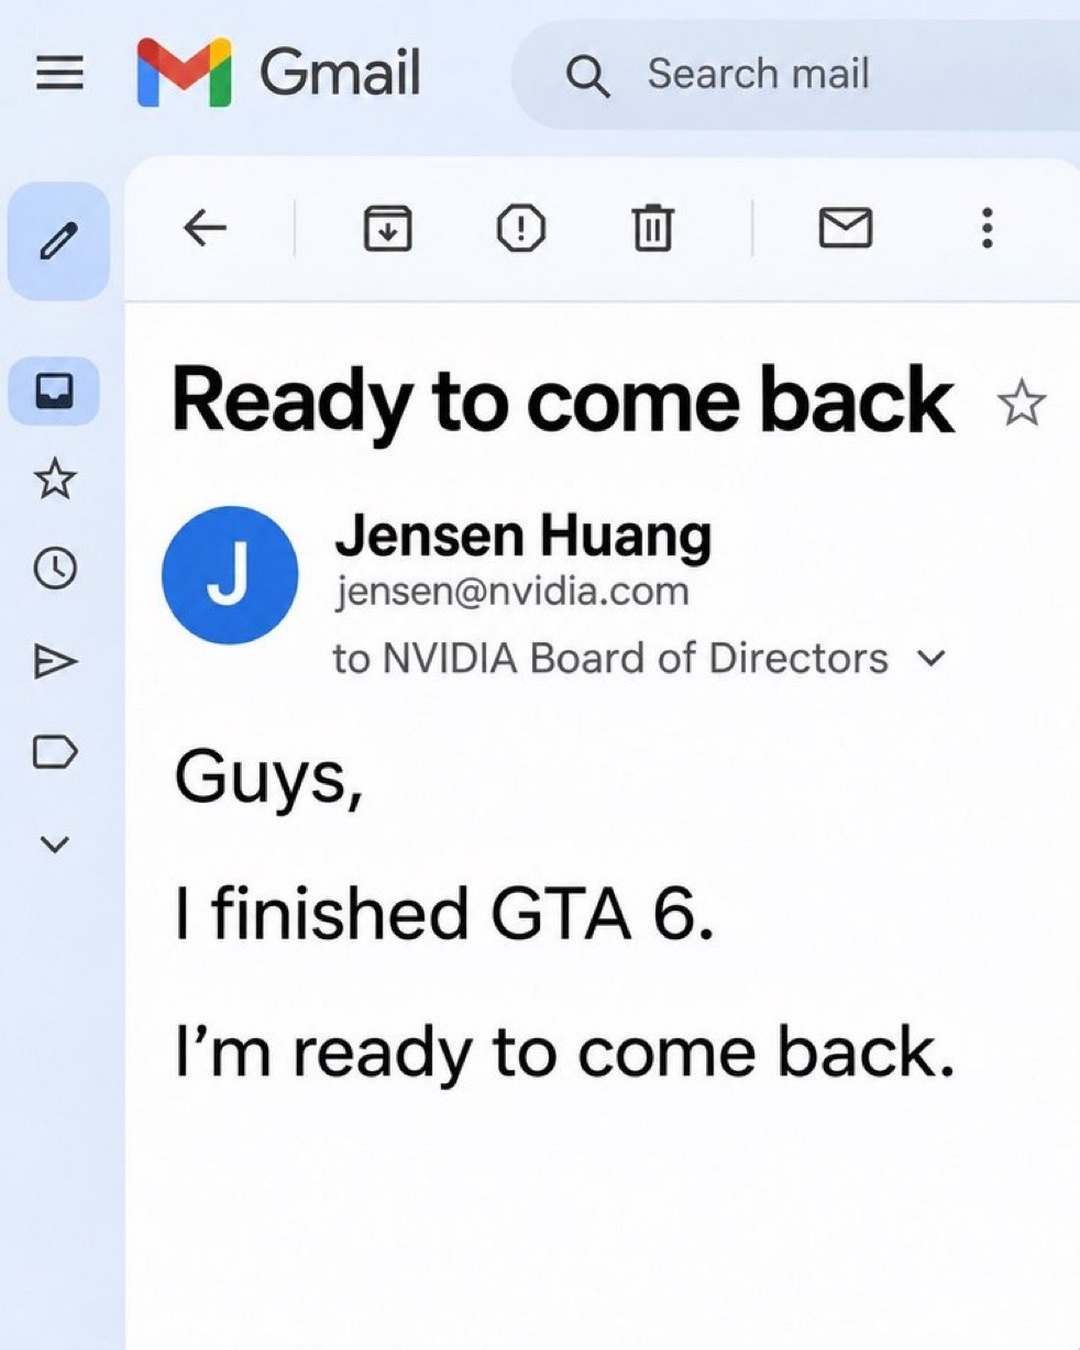 Gmail
Search mail
Ready to come back
J
Jensen Huang
jensen@nvidia.com
to NVIDIA Board of Directors
Guys,
I finished GTA 6.
I’m ready to come back.